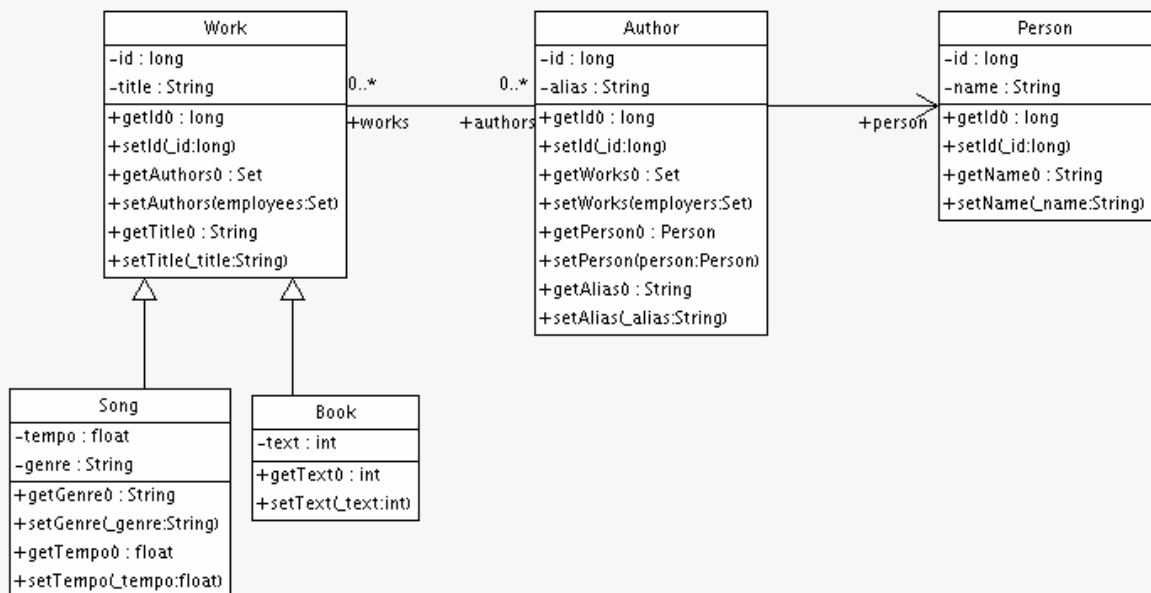 Work
-id : long
-title : String
+getId() : long
+setId(_id:long)
+getAuthors() : Set
+setAuthors(employees:Set)
+getTitle() : String
+setTitle(_title:String)
0..*
+works
0..*
+authors
Author
-id : long
-alias : String
+getId() : long
+setId(_id:long)
+getWorks() : Set
+setWorks(employers:Set)
+getPerson() : Person
+setPerson(person:Person)
+getAlias() : String
+setAlias(_alias:String)
+person
Person
-id : long
-name : String
+getId() : long
+setId(_id:long)
+getName() : String
+setName(_name:String)
Song
-tempo : float
-genre : String
+getGenre() : String
+setGenre(_genre:String)
+getTempo() : float
+setTempo(_tempo:float)
Book
-text : int
+getText() : int
+setText(_text:int)